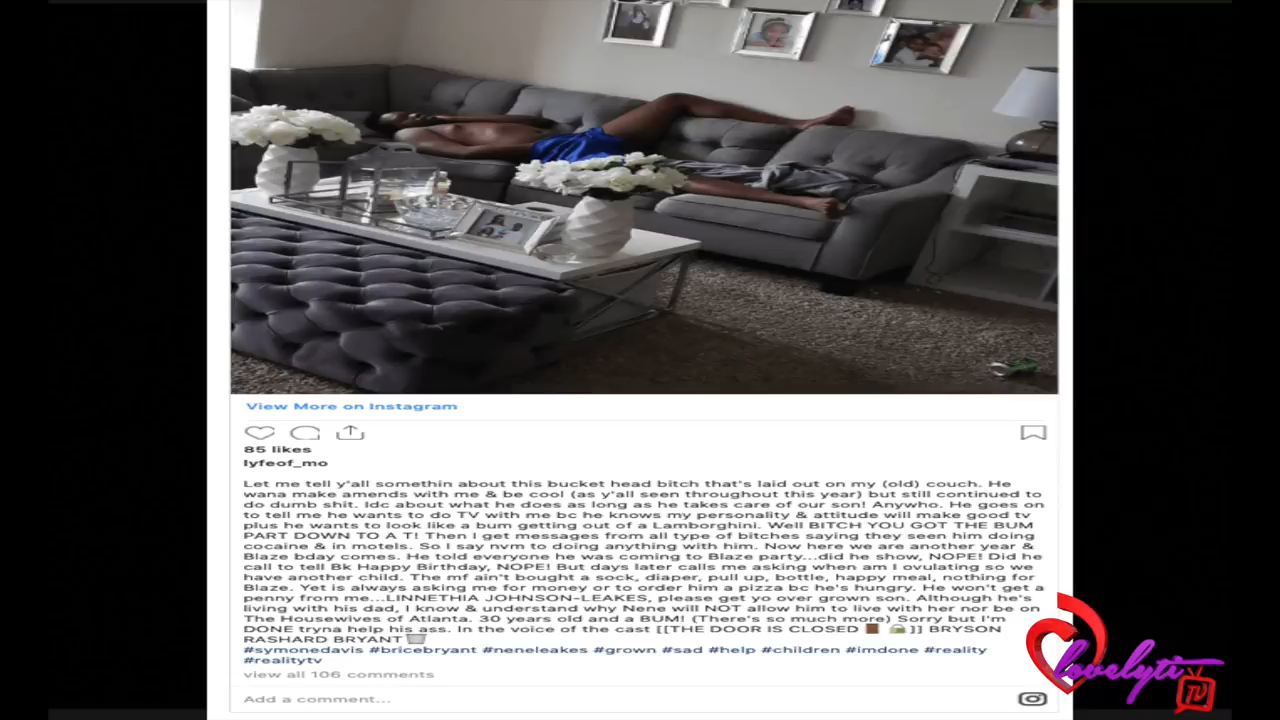 View More on Instagram
85 likes
lyfeof_mo
Let me tell y'all somethin about this bucket head bitch that's laid out on my (old) couch. He
wana make amends with me & be cool (as y'all seen throughout this year) but still continued to
do dumb shit. Idc about what he does as long as he takes care of our son! Anywho. He goes on
to tell me he wants to do TV with me bc he knows my personality & attitude will make good tv
plus he wants to look like a bum getting out of a Lamborghini. Well BITCH YOU GOT THE BUM
PART DOWN TO A T! Then I get messages from all type of bitches saying they seen him doing
cocaine & in motels. So I say nvm to doing anything with him. Now here we are another year &
Blaze bday comes. He told everyone he was coming to Blaze party...did he show, NOPE! Did he
call to tell Bk Happy Birthday, NOPE! But days later calls me asking when am I ovulating so we
have another child. The mf ain't bought a sock, diaper, pull up, bottle, happy meal, nothing for
Blaze. Yet is always asking me for money or to order him a pizza bc he's hungry. He won't get a
penny from me...LINNETHIA JOHNSON-LEAKES, please get yo over grown son. Although he's
living with his dad, I know & understand why Nene will NOT allow him to live with her nor be on
The Housewives of Atlanta. 30 years old and a BUM! (There's so much more) Sorry but I'm
DONE tryna help his ass. In the voice of the cast [[THE DOOR IS CLOSED 🚪 🔒]] BRYSON
RASHARD BRYANT🗑️
#symonedavis #bricebryant #neneleakes #grown #sad #help #children #imdone #reality
#realitytv
view all 106 comments
Add a comment...
lovelyti
TV